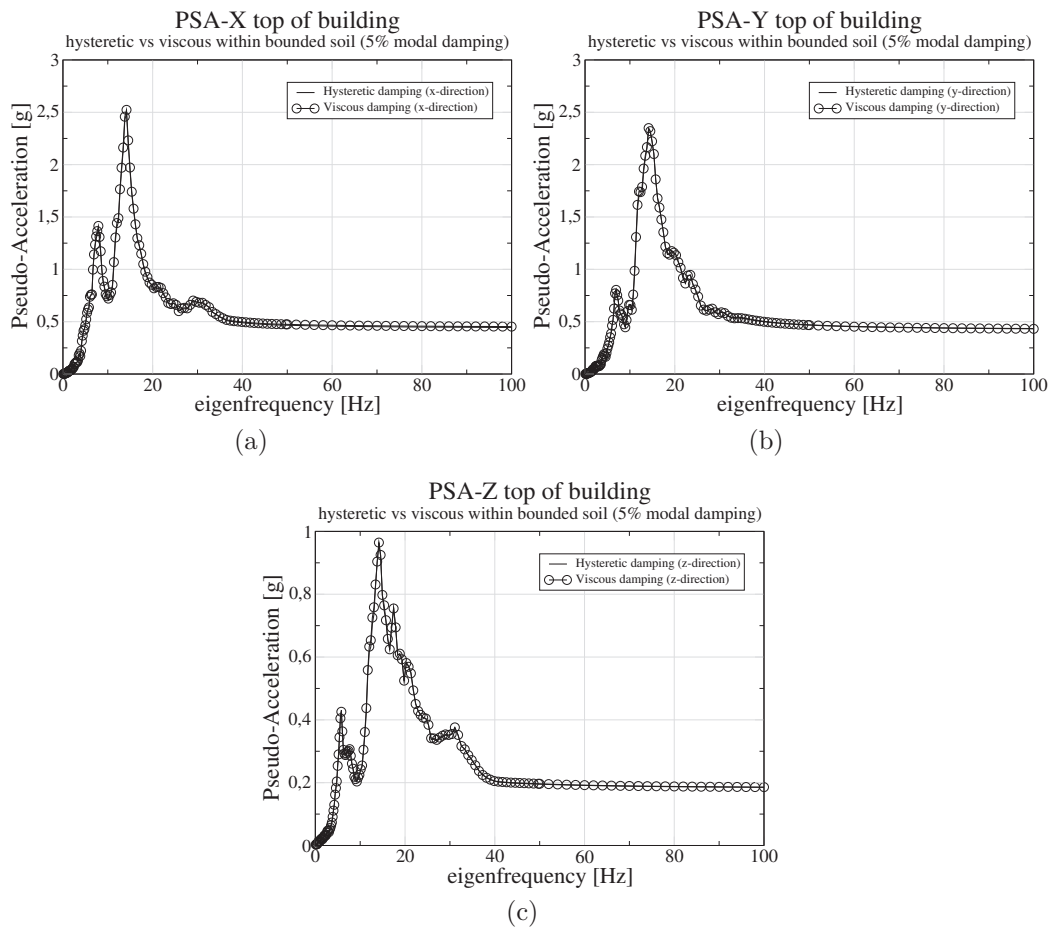 PSA-X top of building
hysteretic vs viscous within bounded soil (5% modal damping)
3
2,5
2
1,5
1
0,5
0
Pseudo-Acceleration [g]
Hysteretic damping (x-direction)
Viscous damping (x-direction)
0 20 40 60 80 100
eigenfrequency [Hz]
(a)
PSA-Y top of building
hysteretic vs viscous within bounded soil (5% modal damping)
3
2,5
2
1,5
1
0,5
0
Pseudo-Acceleration [g]
Hysteretic damping (y-direction)
Viscous damping (y-direction)
0 20 40 60 80 100
eigenfrequency [Hz]
(b)
PSA-Z top of building
hysteretic vs viscous within bounded soil (5% modal damping)
1
0,8
0,6
0,4
0,2
0
Pseudo-Acceleration [g]
Hysteretic damping (z-direction)
Viscous damping (z-direction)
0 20 40 60 80 100
eigenfrequency [Hz]
(c)